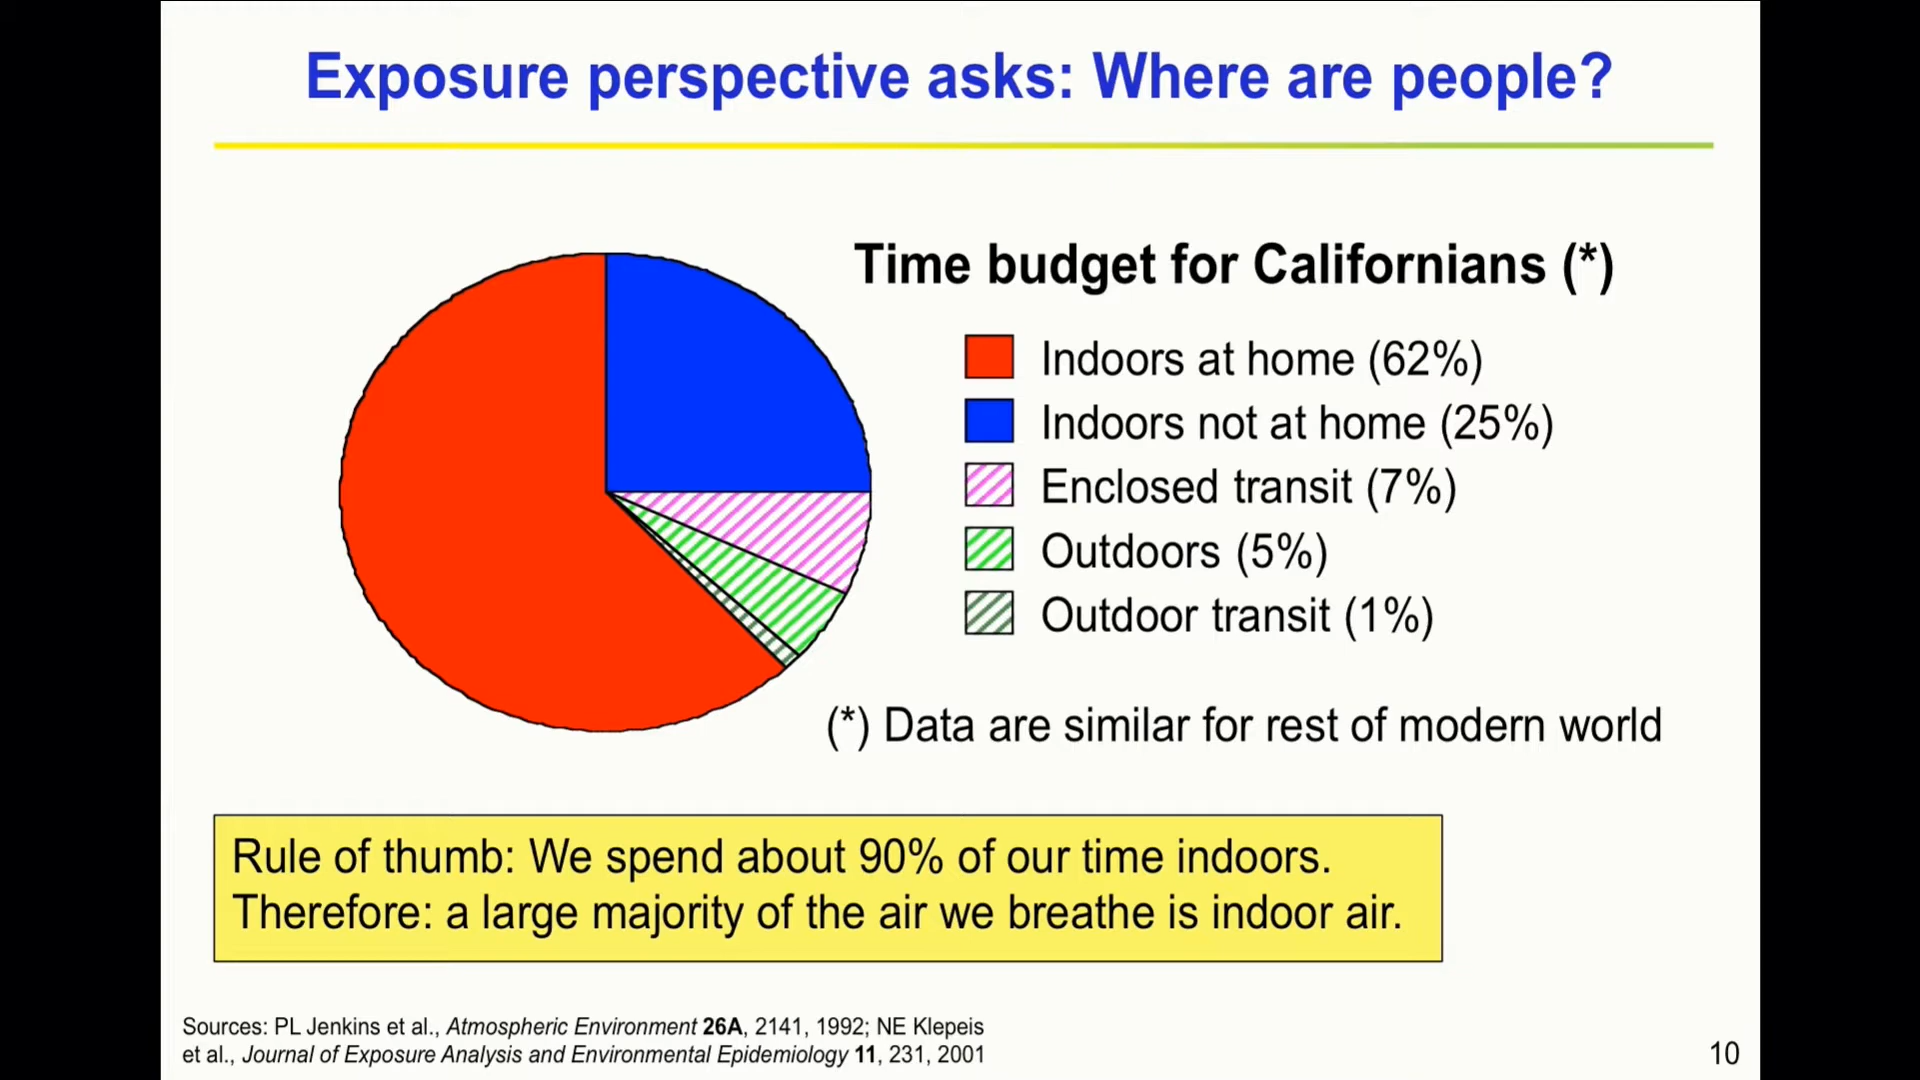 Exposure perspective asks: Where are people?
Time budget for Californians (*)
Indoors at home (62%)
Indoors not at home (25%)
Enclosed transit (7%)
Outdoors (5%)
Outdoor transit (1%)
(*) Data are similar for rest of modern world
Rule of thumb: We spend about 90% of our time indoors.
Therefore: a large majority of the air we breathe is indoor air.
Sources: PL Jenkins et al., Atmospheric Environment 26A, 2141, 1992; NE Klepeis
et al., Journal of Exposure Analysis and Environmental Epidemiology 11, 231, 2001
10